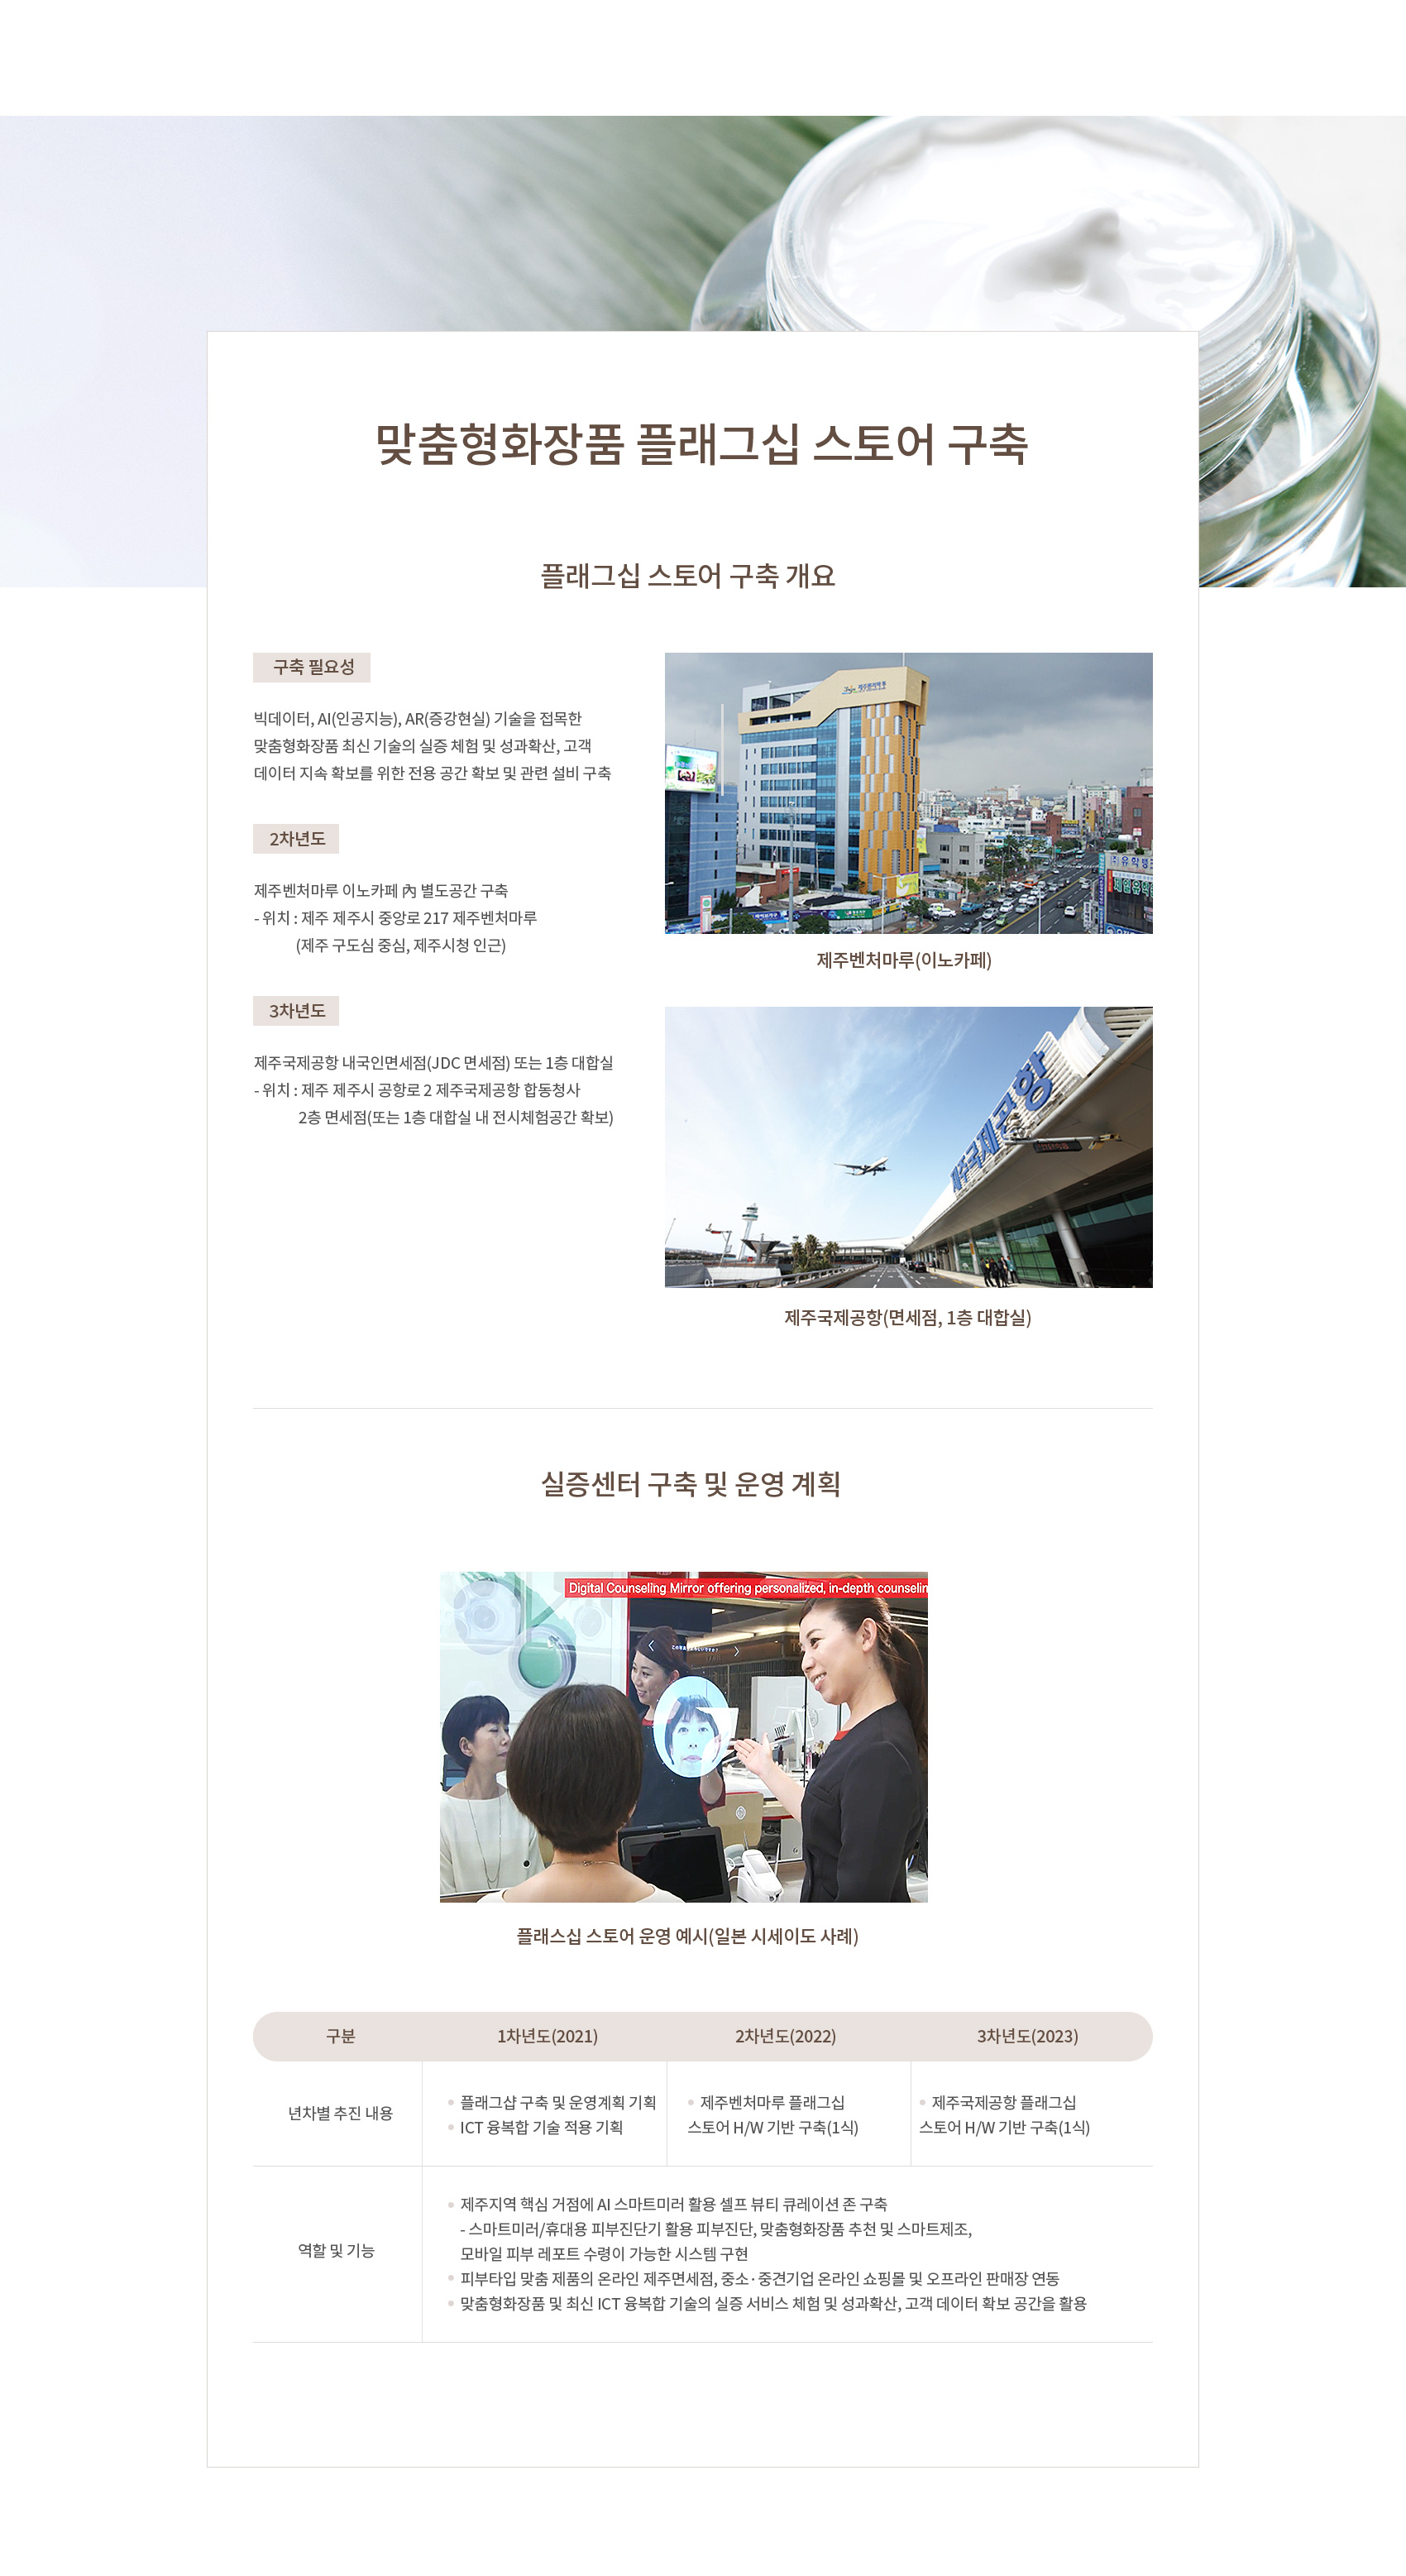 맞춤형화장품 플래그십 스토어 구축
플래그십 스토어 구축 개요
구축 필요성
빅데이터, AI(인공지능), AR(증강현실) 기술을 접목한
맞춤형화장품 최신 기술의 실증 체험 및 성과확산, 고객
데이터 지속 확보를 위한 전용 공간 확보 및 관련 설비 구축
2차년도
제주벤처마루 이노카페 內 별도공간 구축
- 위치 : 제주 제주시 중앙로 217 제주벤처마루
(제주 구도심 중심, 제주시청 인근)
3차년도
제주국제공항 내국인면세점(JDC 면세점) 또는 1층 대합실
- 위치 : 제주 제주시 공항로 2 제주국제공항 합동청사
2층 면세점(또는 1층 대합실 내 전시체험공간 확보)
제주벤처마루(이노카페)
제주국제공항
제주국제공항(면세점, 1층 대합실)
실증센터 구축 및 운영 계획
Digital Counseling Mirror offering personalized, in-depth counselin
플래스십 스토어 운영 예시(일본 시세이도 사례)
구분 1차년도(2021) 2차년도(2022) 3차년도(2023)
년차별 추진 내용
플래그샵 구축 및 운영계획 기획
ICT 융복합 기술 적용 기획
제주벤처마루 플래그십
스토어 H/W 기반 구축(1식)
제주국제공항 플래그십
스토어 H/W 기반 구축(1식)
역할 및 기능
제주지역 핵심 거점에 AI 스마트미러 활용 셀프 뷰티 큐레이션 존 구축
- 스마트미러/휴대용 피부진단기 활용 피부진단, 맞춤형화장품 추천 및 스마트제조,
모바일 피부 레포트 수령이 가능한 시스템 구현
피부타입 맞춤 제품의 온라인 제주면세점, 중소·중견기업 온라인 쇼핑몰 및 오프라인 판매장 연동
맞춤형화장품 및 최신 ICT 융복합 기술의 실증 서비스 체험 및 성과확산, 고객 데이터 확보 공간을 활용